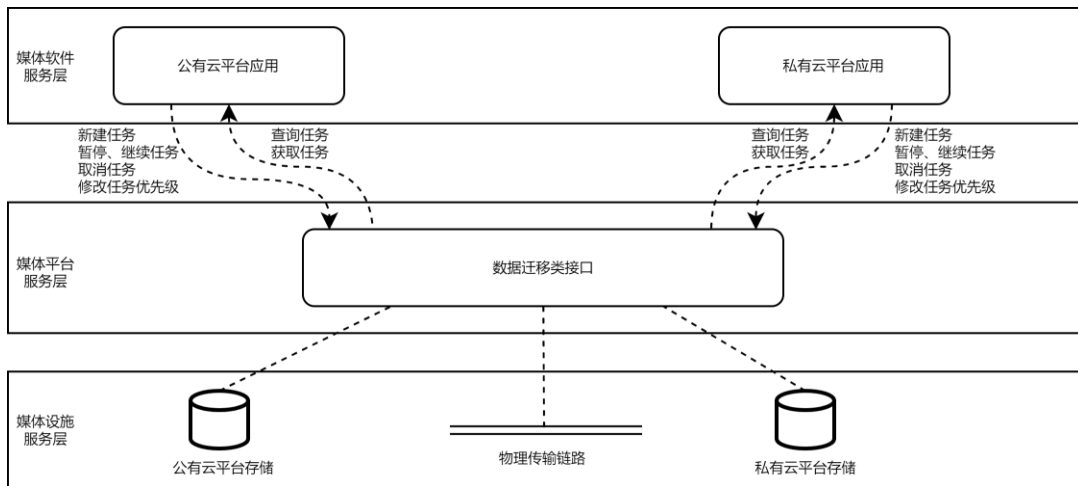 媒体软件
服务层
公有云平台应用
私有云平台应用
新建任务
暂停、继续任务
取消任务
修改任务优先级
查询任务
获取任务
查询任务
获取任务
新建任务
暂停、继续任务
取消任务
修改任务优先级
媒体平台
服务层
数据迁移类接口
媒体设施
服务层
公有云平台存储
物理传输链路
私有云平台存储